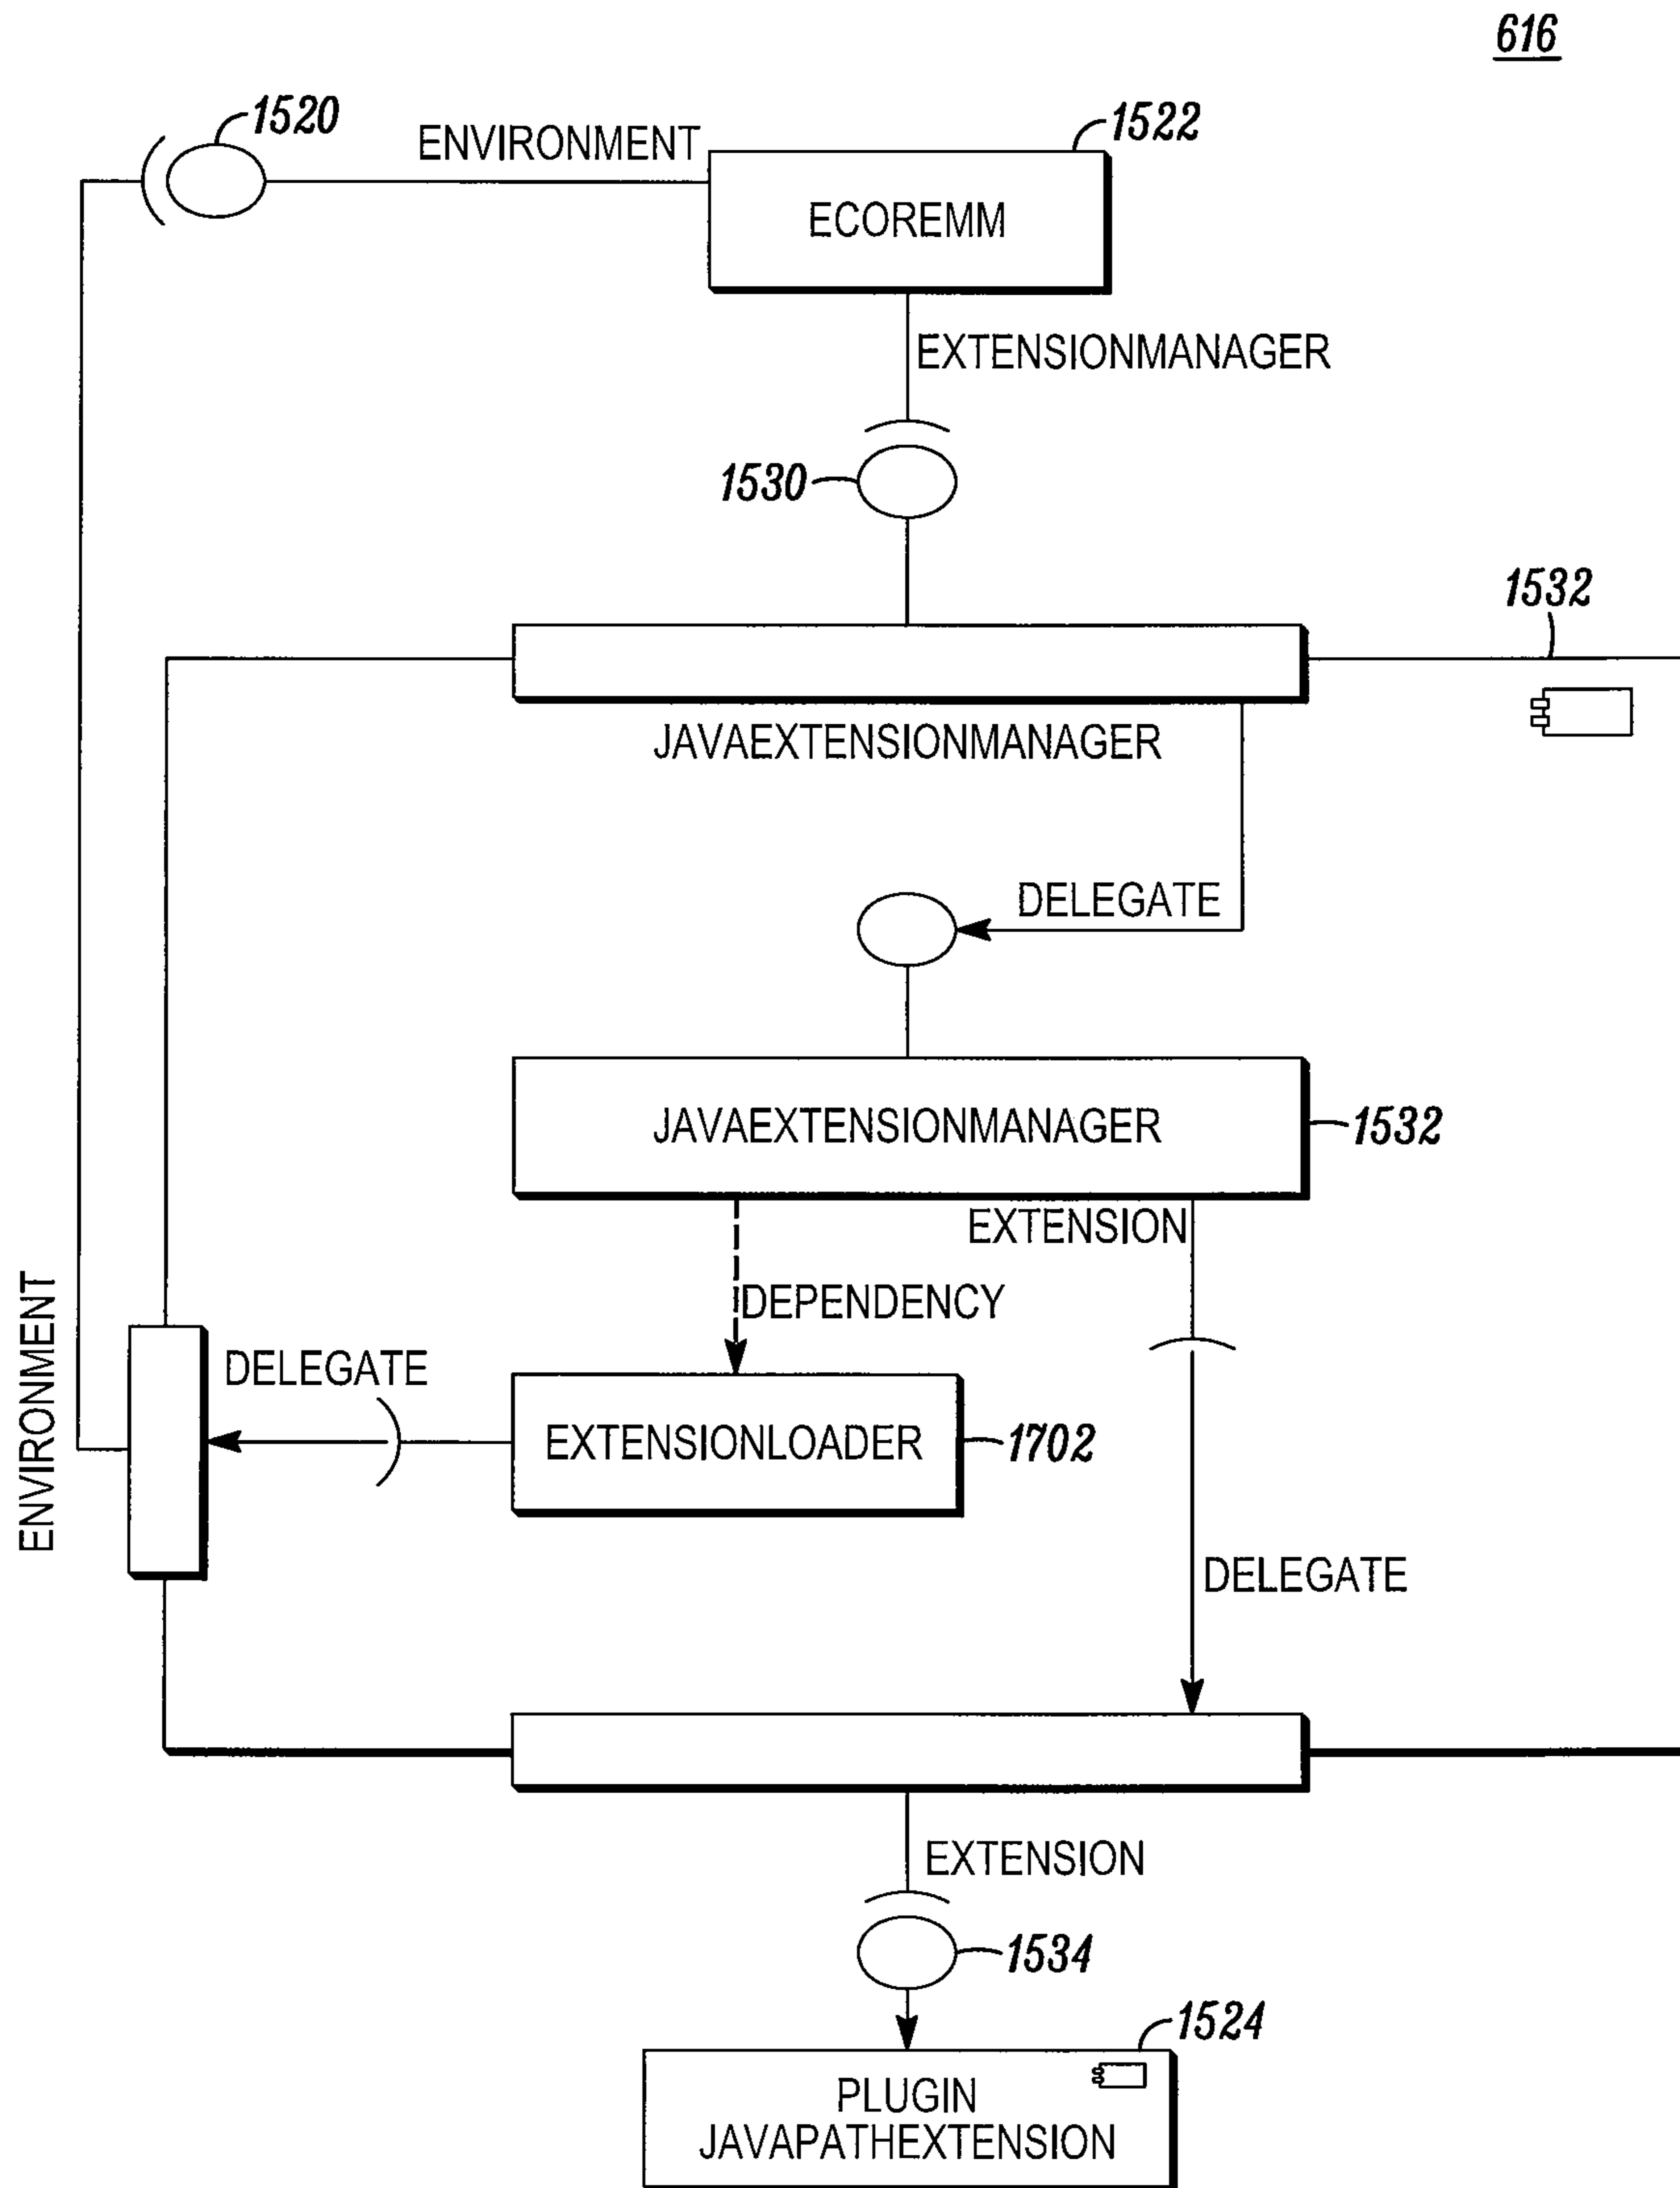 616
1520
ENVIRONMENT
1522
ECOREMM
EXTENSIONMANAGER
1530
1532
JAVAEXTENSIONMANAGER
DELEGATE
JAVAEXTENSIONMANAGER
1532
EXTENSION
DEPENDENCY
ENVIRONMENT
DELEGATE
EXTENSIONLOADER
1702
DELEGATE
EXTENSION
1534
1524
PLUGIN
JAVAPATHEXTENSION